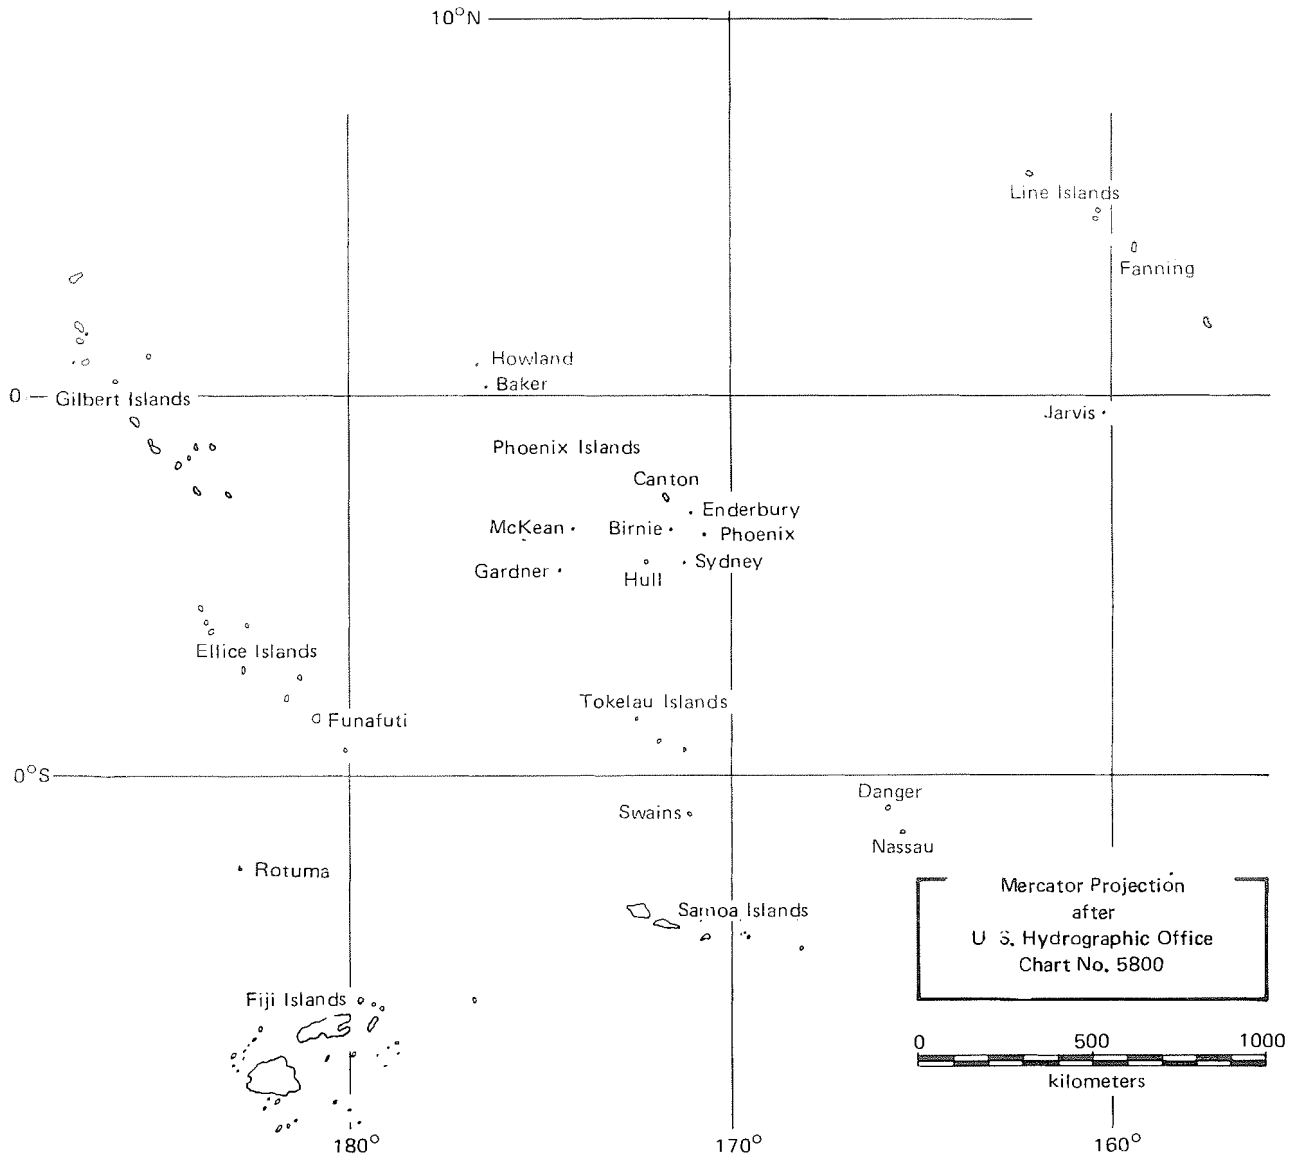 10°N
Line Islands
Fanning
Howland
Baker
0
Gilbert Islands
Jarvis
Phoenix Islands
Canton
Enderbury
McKean
Birnie
Phoenix
Gardner
Hull
Sydney
Ellice Islands
Funafuti
Tokelau Islands
0°S
Danger
Swains
Nassau
Rotuma
Samoa Islands
Mercator Projection
after
U S. Hydrographic Office
Chart No. 5800
Fiji Islands
0 500 1000
kilometers
180° 170° 160°